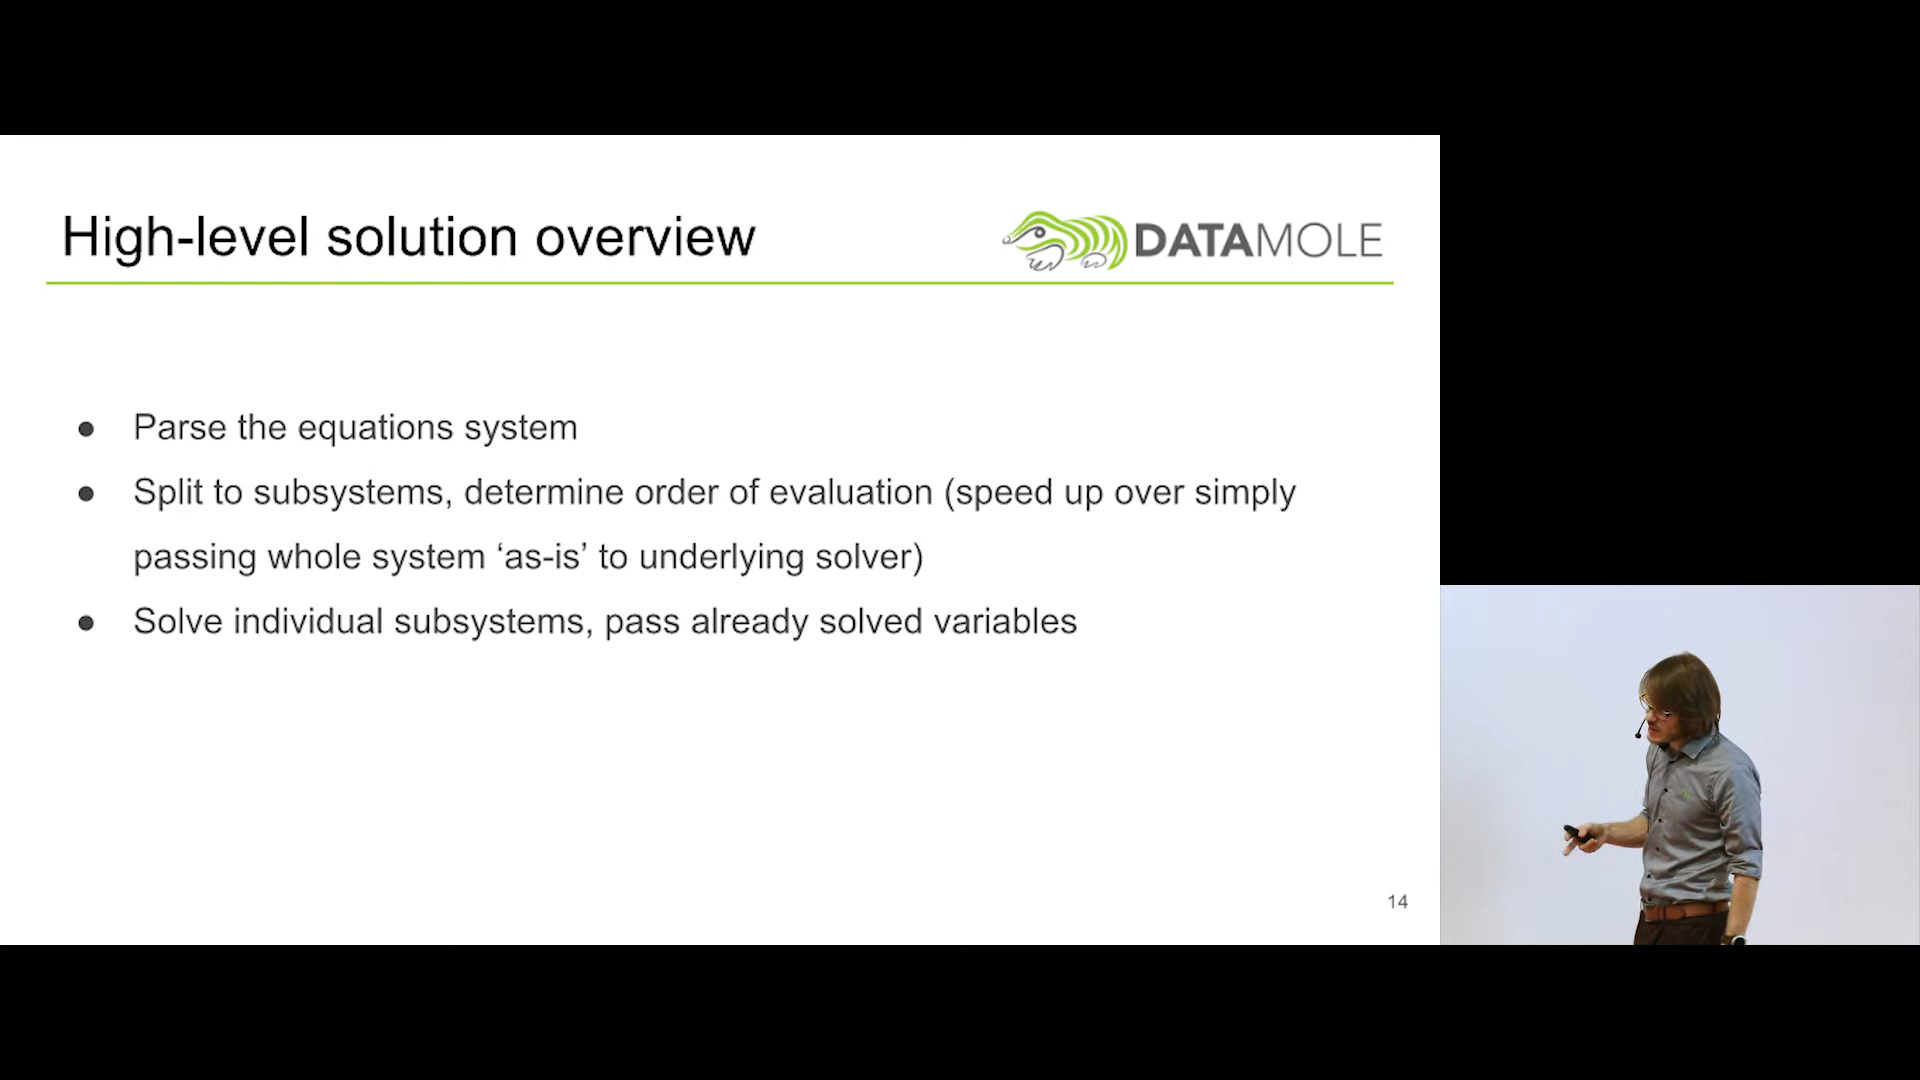 High-level solution overview
DATAMOLE
● Parse the equations system
● Split to subsystems, determine order of evaluation (speed up over simply
passing whole system ‘as-is’ to underlying solver)
● Solve individual subsystems, pass already solved variables
14